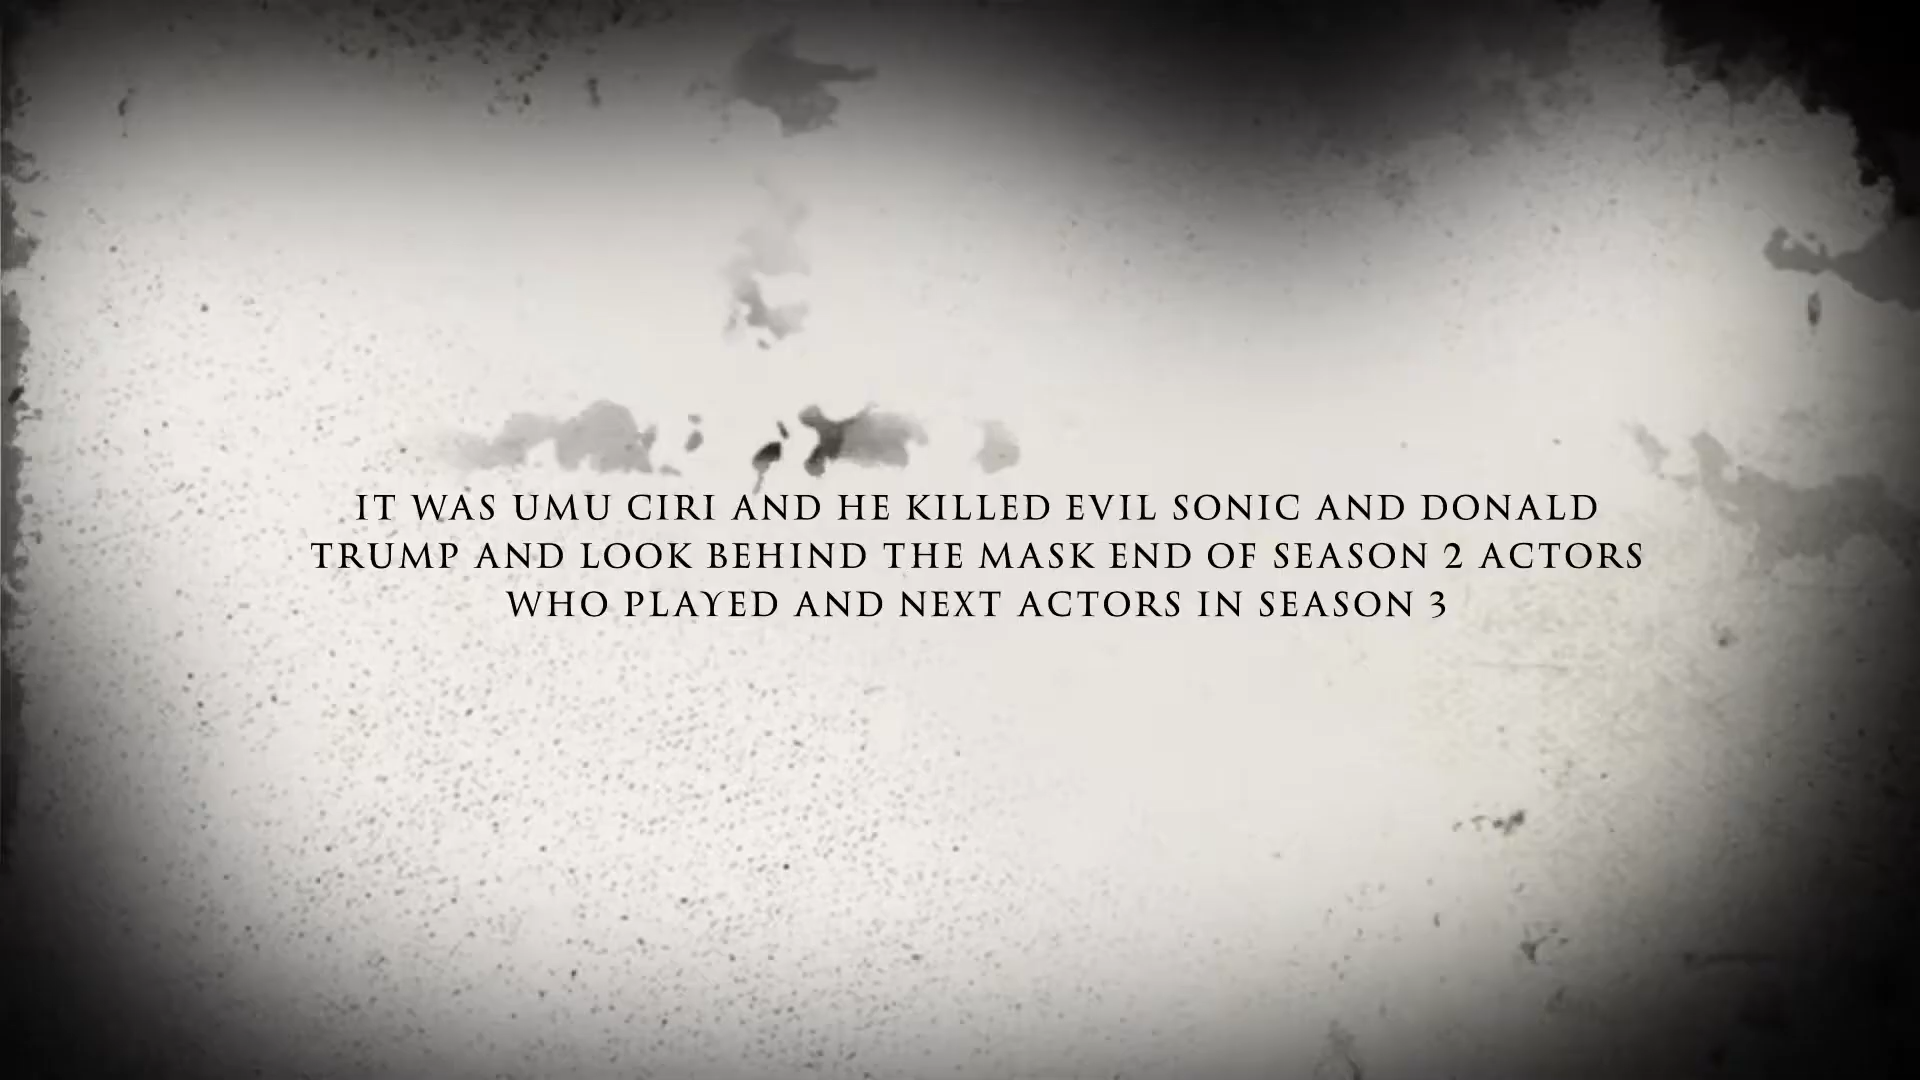 IT WAS UMU CIRI AND HE KILLED EVIL SONIC AND DONALD
TRUMP AND LOOK BEHIND THE MASK END OF SEASON 2 ACTORS
WHO PLAYED AND NEXT ACTORS IN SEASON 3